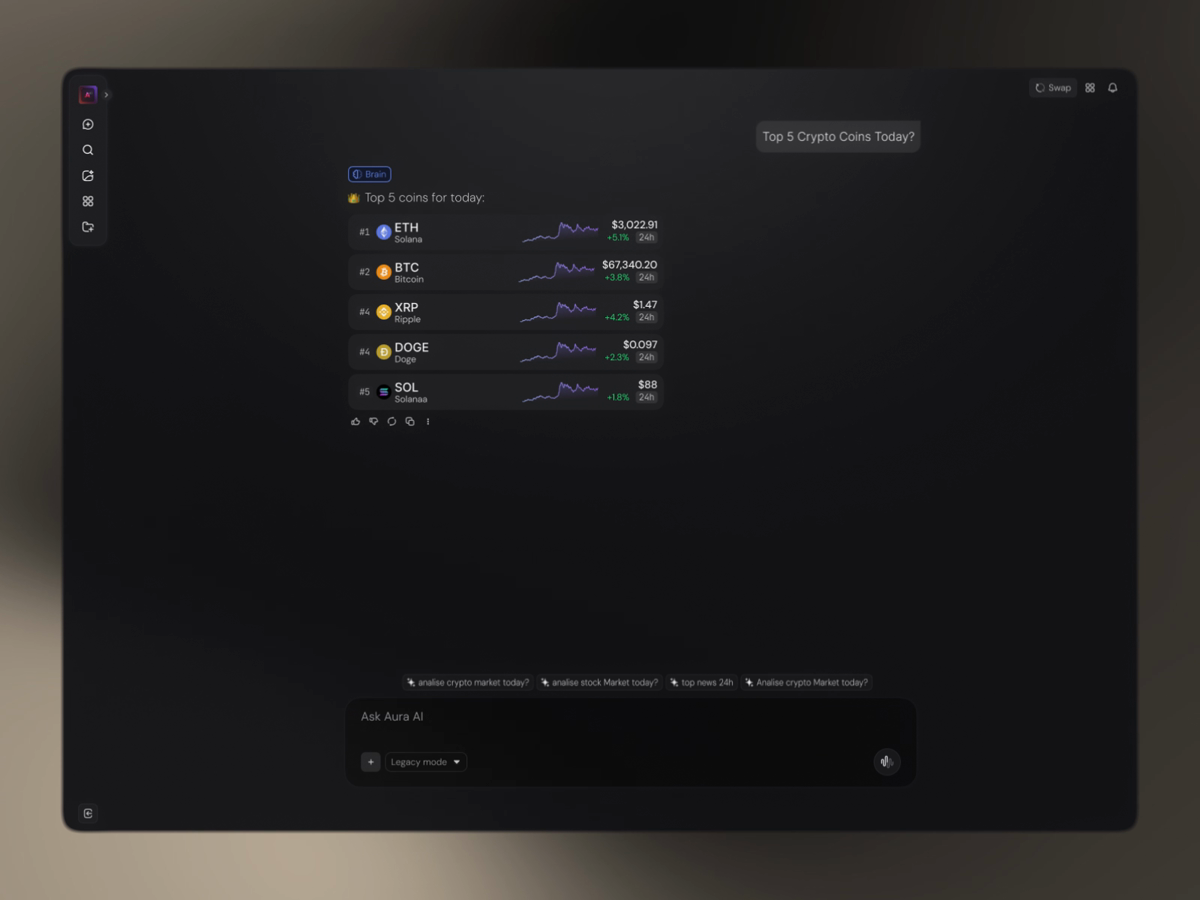 Swap
Top 5 Crypto Coins Today?
Brain
Top 5 coins for today:
#1 ETH $3,022.91
Solana +5.1% 24h
#2 BTC $67,340.20
Bitcoin +3.8% 24h
#4 XRP $1.47
Ripple +4.2% 24h
#4 DOGE $0.097
Doge +2.3% 24h
#5 SOL $88
Solanaa +1.8% 24h
analise crypto market today? analise stock Market today? top news 24h Analise crypto Market today?
Ask Aura AI
+ Legacy mode